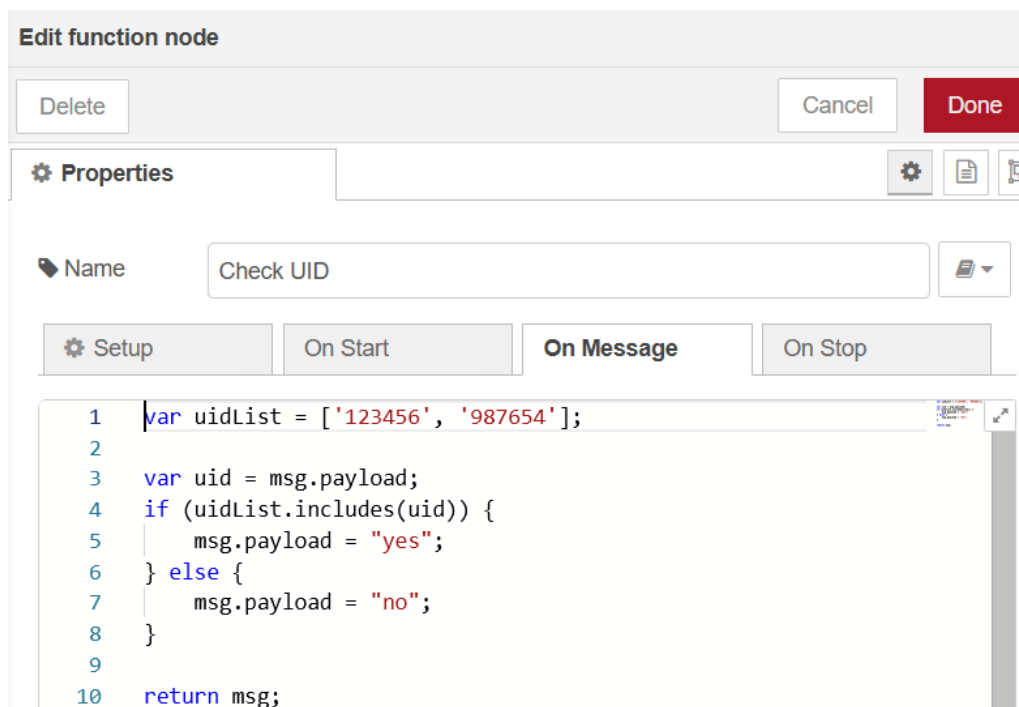 Edit function node
Delete Cancel Done
Properties
Name Check UID
Setup On Start On Message On Stop
1 var uidList = ['123456', '987654'];
2
3 var uid = msg.payload;
4 if (uidList.includes(uid)) {
5     msg.payload = "yes";
6 } else {
7     msg.payload = "no";
8 }
9
10 return msg;